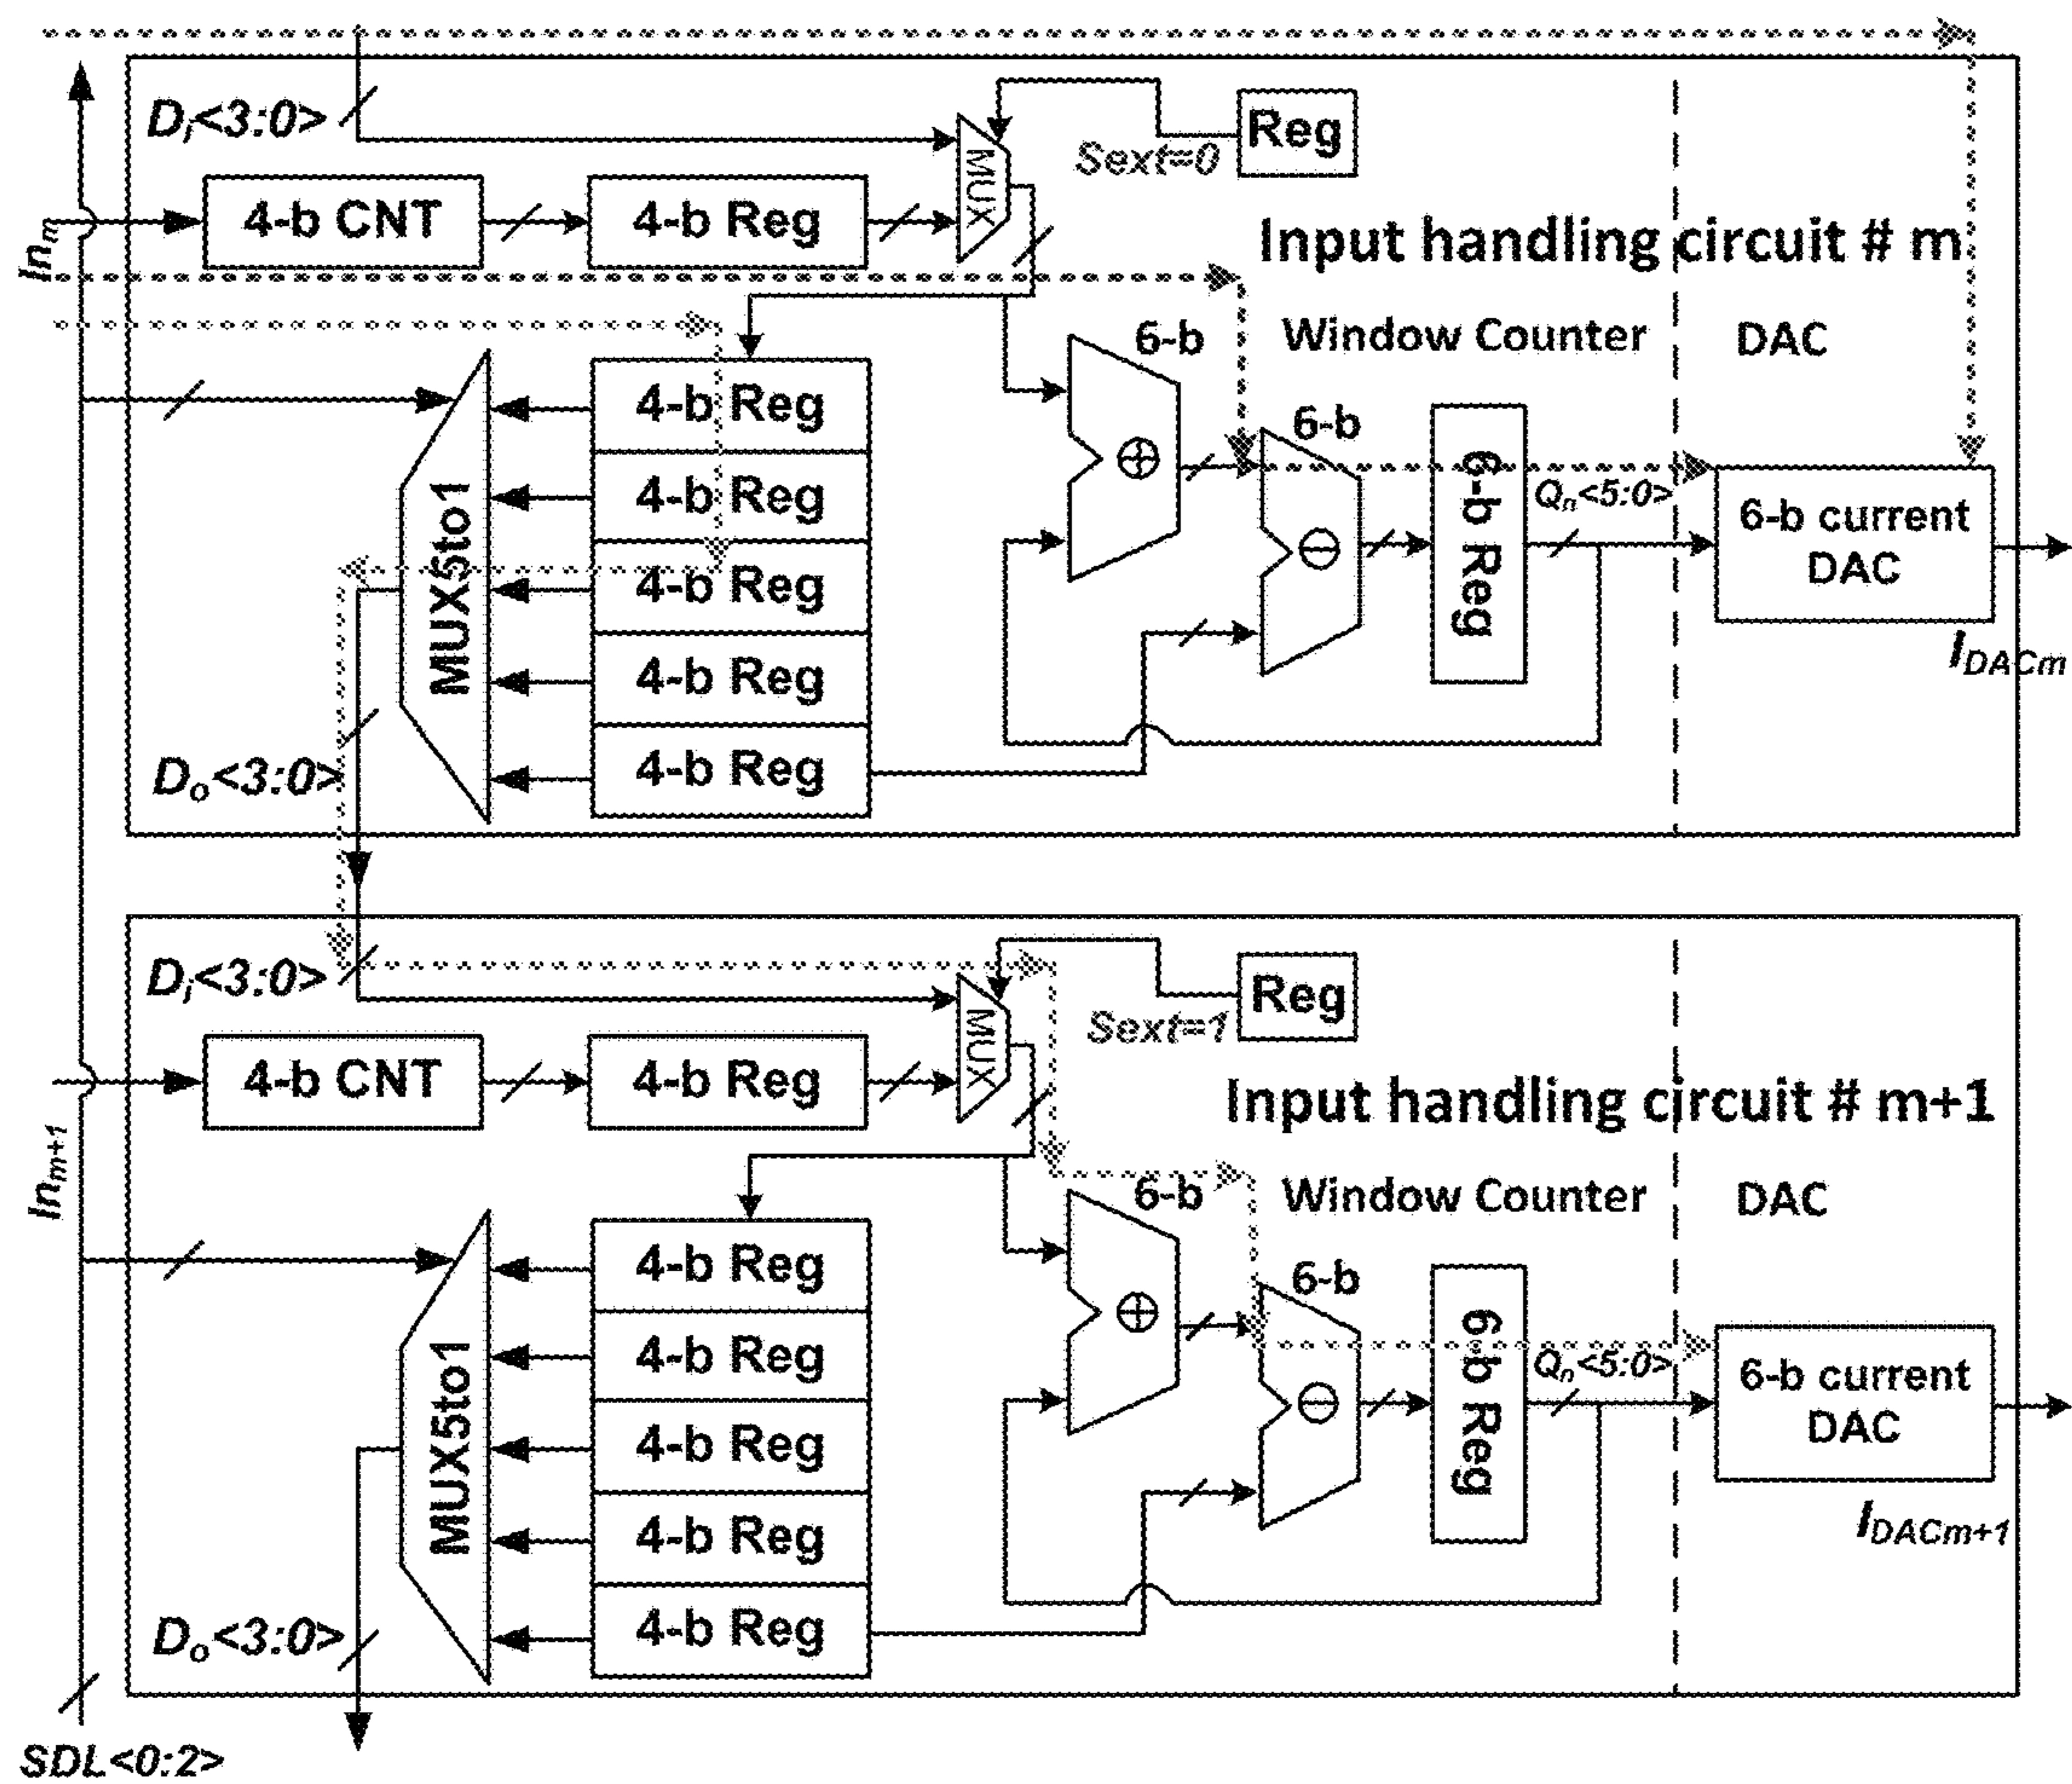 Di<3:0>
Sext=0
Reg
MUX
Inm
4-b CNT
4-b Reg
Input handling circuit # m
6-b
Window Counter
DAC
4-b Reg
6-b
4-b Reg
MUX5to1
6-b Reg
Qn<5:0>
6-b current
DAC
4-b Reg
4-b Reg
IDACm
Do<3:0>
4-b Reg
Di<3:0>
Sext=1
Reg
MUX
Inm+1
4-b CNT
4-b Reg
Input handling circuit # m+1
6-b
Window Counter
DAC
4-b Reg
6-b
4-b Reg
MUX5to1
6-b Reg
Qn<5:0>
6-b current
DAC
4-b Reg
4-b Reg
IDACm+1
Do<3:0>
4-b Reg
SDL<0:2>